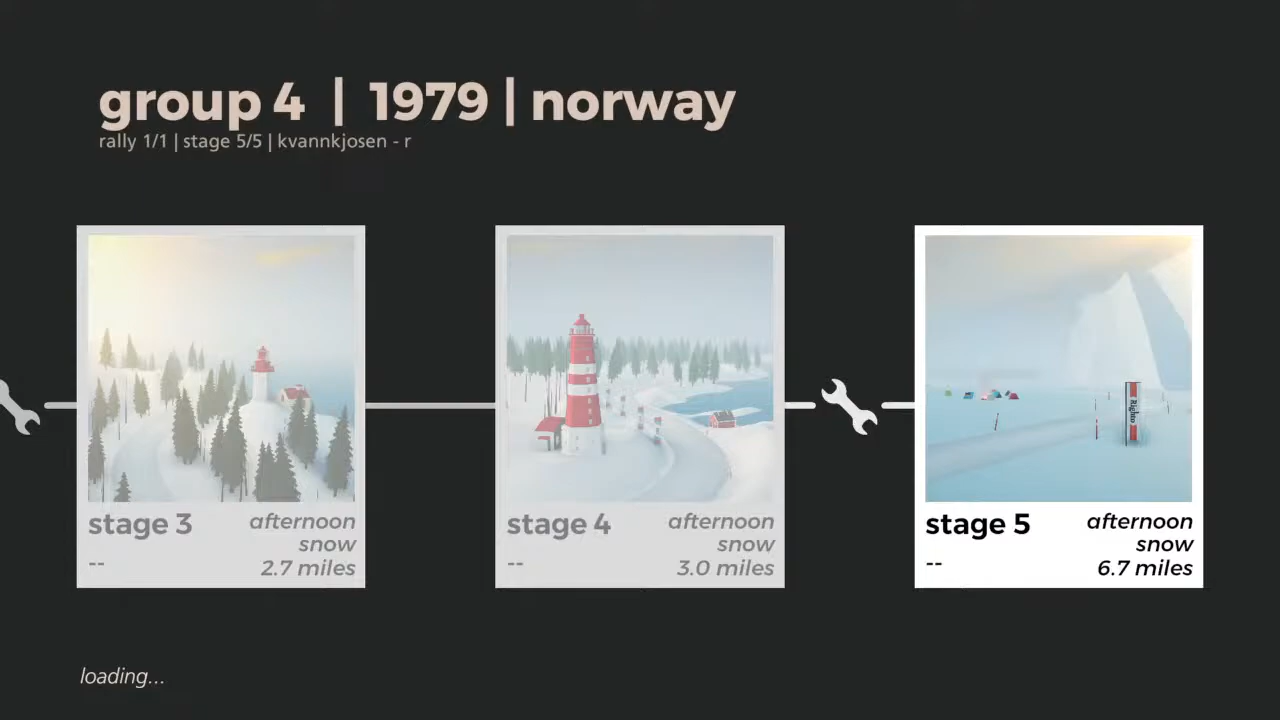 group 4 | 1979 | norway
rally 1/1 | stage 5/5 | kvannkjosen - r
stage 3
afternoon
snow
--
2.7 miles
stage 4
afternoon
snow
--
3.0 miles
Righto
stage 5
afternoon
snow
--
6.7 miles
loading...